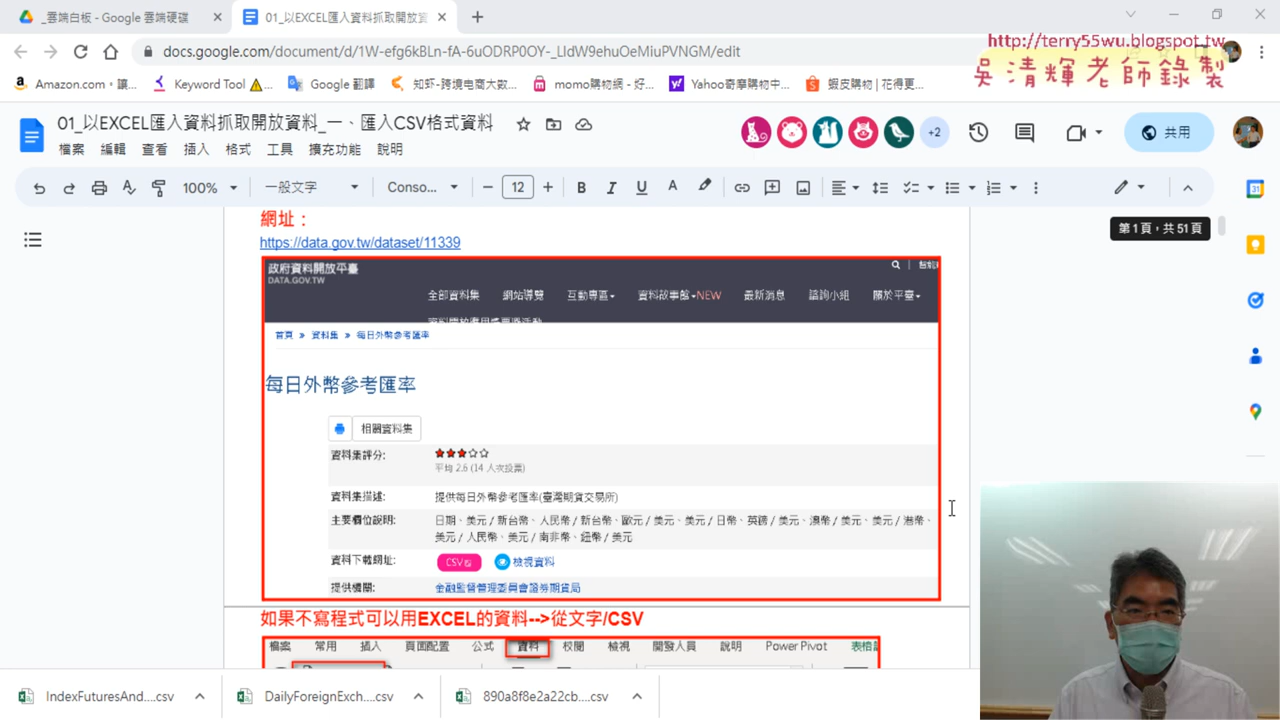 _雲端白板 - Google 雲端硬碟
01_以EXCEL匯入資料抓取開放資
docs.google.com/document/d/1W-efg6kBLn-fA-6uODRP0OY-_LldW9ehuOeMiuPVNGM/edit
http://terry55wu.blogspot.tw
吳清輝老師錄製
Amazon.com，讓...
Keyword Tool
Google 翻譯
知虾-跨境电商大数...
momo購物網 - 好...
Yahoo奇摩購物中...
蝦皮購物 | 花得更...
01_以EXCEL匯入資料抓取開放資料_一、匯入CSV格式資料
+2
共用
檔案 編輯 查看 插入 格式 工具 擴充功能 說明
100%
一般文字
Conso...
12
B I U A
第 1 頁，共 51 頁
網址：
https://data.gov.tw/dataset/11339
政府資料開放平臺
DATA.GOV.TW
全部資料集 網站導覽 互動專區 資料故事館 NEW 最新消息 諮詢小組 關於平臺
首頁 » 資料集 » 每日外幣參考匯率
每日外幣參考匯率
相關資料集
資料集評分:
平均 2.6 (14 人次投票)
資料集描述: 提供每日外幣參考匯率(臺灣期貨交易所)
主要欄位說明: 日期、美元／新台幣、人民幣／新台幣、歐元／美元、美元／日幣、英鎊／美元、澳幣／美元、美元／港幣、
美元／人民幣、美元／南非幣、紐幣／美元
資料下載網址: CSV 檢視資料
提供機關: 金融監督管理委員會證券期貨局
如果不寫程式可以用EXCEL的資料-->從文字/CSV
檔案 常用 插入 頁面配置 公式 資料 校閱 檢視 開發人員 說明 Power Pivot
IndexFuturesAnd....csv
DailyForeignExch....csv
890a8f8e2a22cb....csv